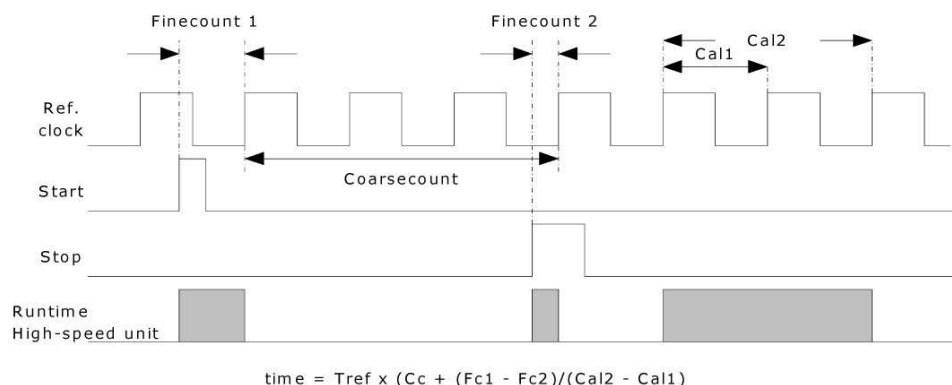 Finecount 1
Finecount 2
Cal2
Cal1
Ref.
clock
Coarsecount
Start
Stop
Runtime
High-speed unit
time = Tref x (Cc + (Fc1 - Fc2)/(Cal2 - Cal1)